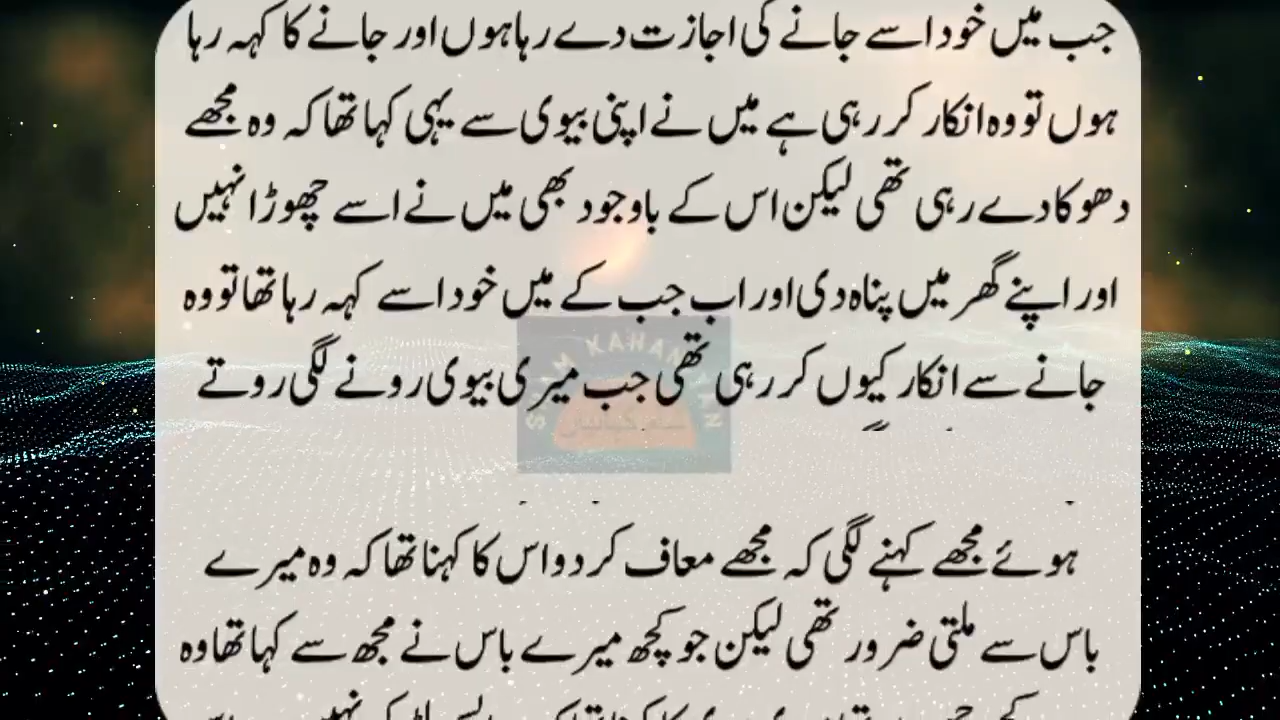 جب میں خود اسے جانے کی اجازت دے رہا ہوں اور جانے کا کہہ رہا
ہوں تو وہ انکار کر رہی ہے میں نے اپنی بیوی سے یہی کہا تھا کہ وہ مجھے
دھوکا دے رہی تھی لیکن اس کے باوجود بھی میں نے اسے چھوڑا نہیں
اور اپنے گھر میں پناہ دی اور اب جب کے میں خود اسے کہہ رہا تھا تو وہ
جانے سے انکار کیوں کر رہی تھی جب میری بیوی رونے لگی روتے
ہوئے مجھے کہنے لگی کہ مجھے معاف کر دو اس کا کہنا تھا کہ وہ میرے
باس سے ملتی ضرور تھی لیکن جو کچھ میرے باس نے مجھ سے کہا تھا وہ